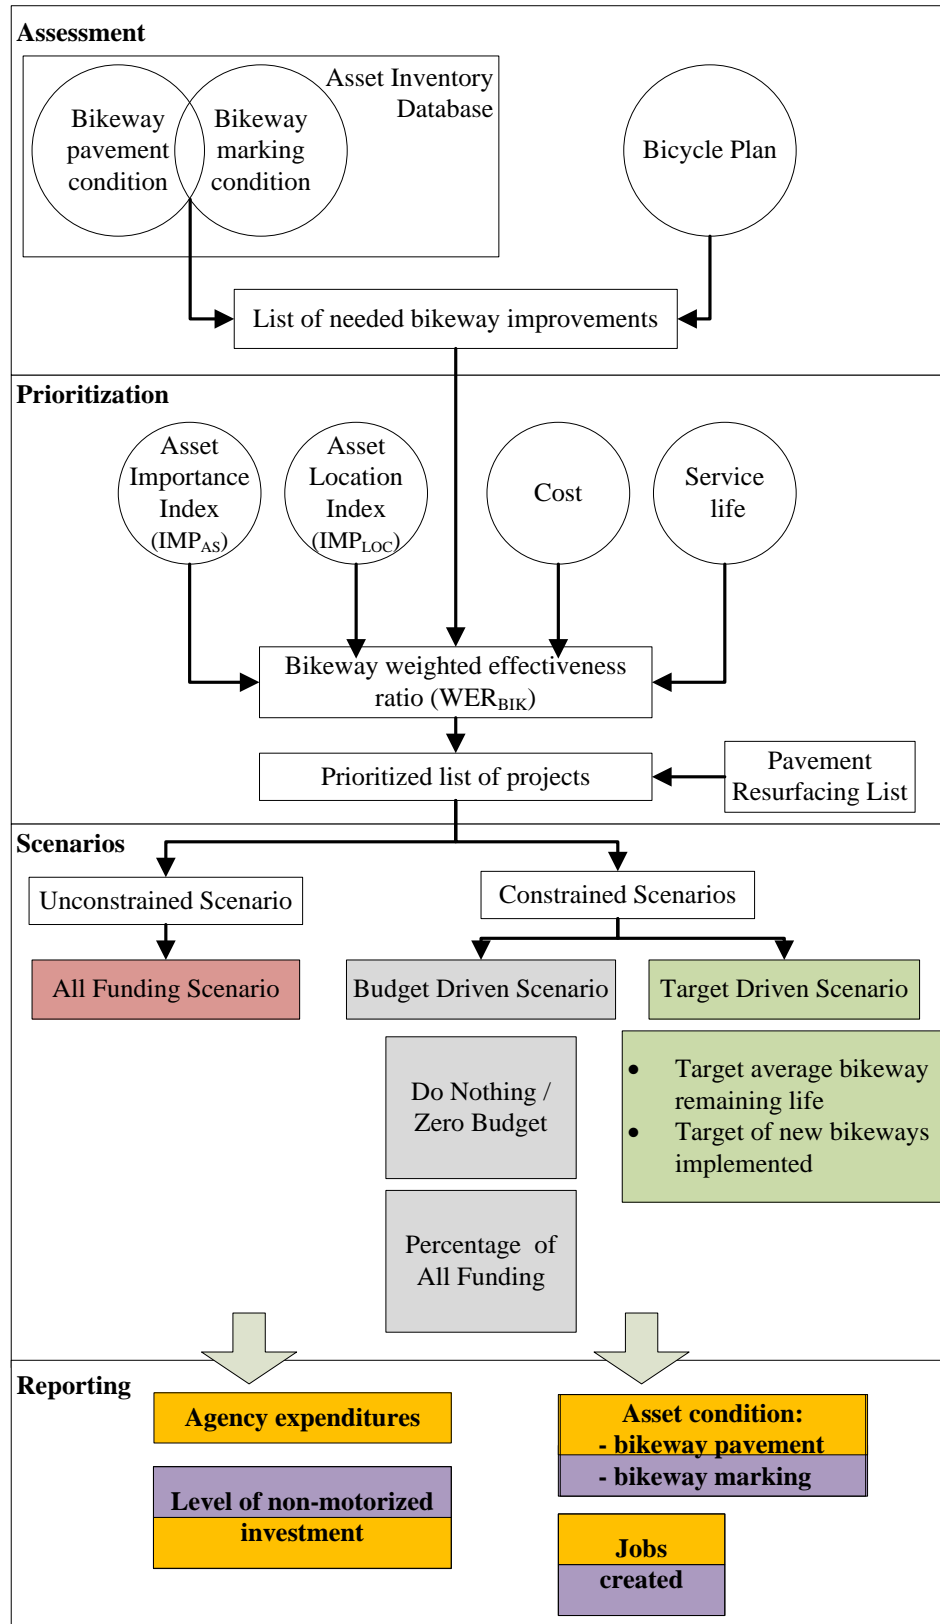 Assessment
Asset Inventory
Database
Bikeway
pavement
condition
Bikeway
marking
condition
Bicycle Plan
List of needed bikeway improvements
Prioritization
Asset
Importance
Index
(IMPAS)
Asset
Location
Index
(IMPLOC)
Cost
Service
life
Bikeway weighted effectiveness
ratio (WERBIK)
Prioritized list of projects
Pavement
Resurfacing List
Scenarios
Unconstrained Scenario
Constrained Scenarios
All Funding Scenario
Budget Driven Scenario
Target Driven Scenario
Do Nothing /
Zero Budget
• Target average bikeway
remaining life
• Target of new bikeways
implemented
Percentage of
All Funding
Reporting
Agency expenditures
Asset condition:
- bikeway pavement
- bikeway marking
Level of non-motorized
investment
Jobs
created